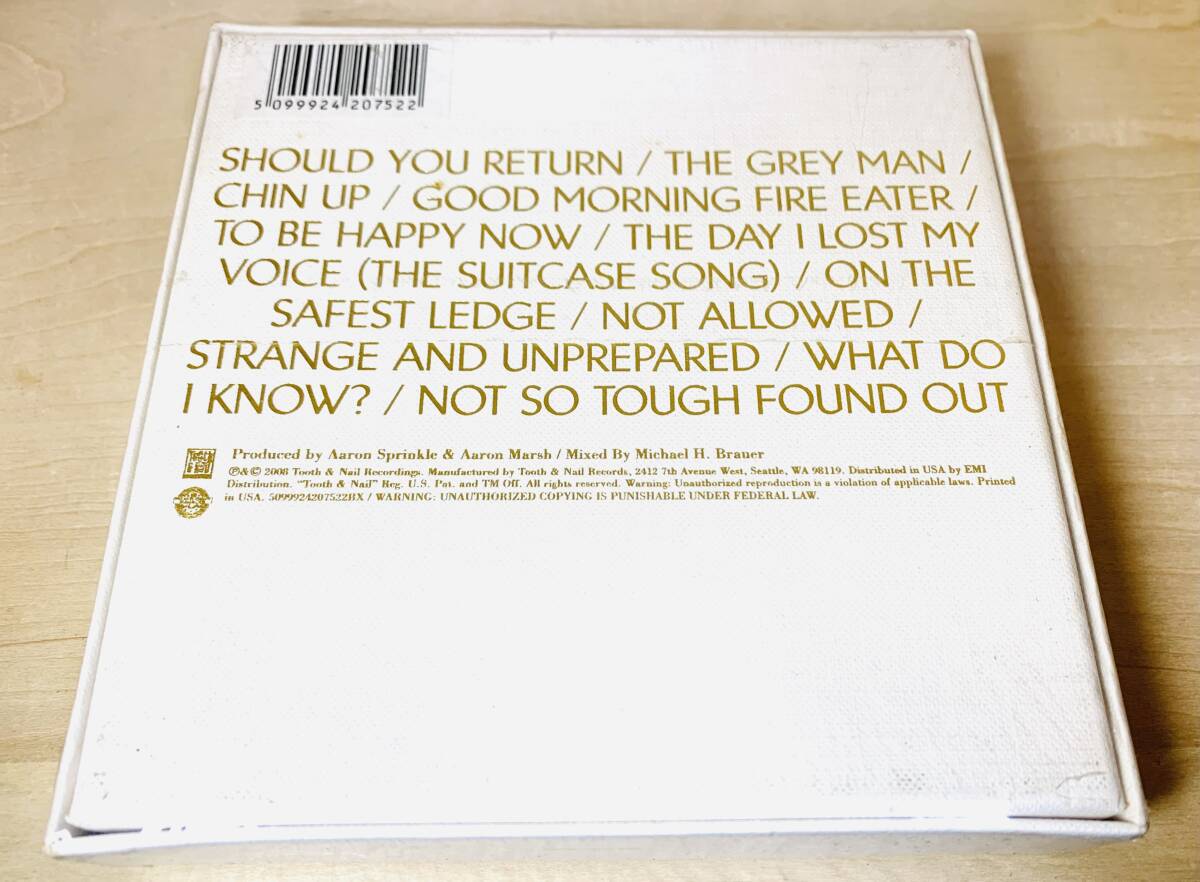 5 099924 207522
SHOULD YOU RETURN / THE GREY MAN /
CHIN UP / GOOD MORNING FIRE EATER /
TO BE HAPPY NOW / THE DAY I LOST MY
VOICE (THE SUITCASE SONG) / ON THE
SAFEST LEDGE / NOT ALLOWED /
STRANGE AND UNPREPARED / WHAT DO
I KNOW? / NOT SO TOUGH FOUND OUT
Produced by Aaron Sprinkle & Aaron Marsh / Mixed By Michael H. Brauer
℗&© 2008 Tooth & Nail Recordings. Manufactured by Tooth & Nail Records, 2412 7th Avenue West, Seattle, WA 98119. Distributed in USA by EMI
Distribution. "Tooth & Nail" Reg. U.S. Pat. and TM Off. All rights reserved. Warning: Unauthorized reproduction is a violation of applicable laws. Printed
in USA. 5099924207522BX / WARNING: UNAUTHORIZED COPYING IS PUNISHABLE UNDER FEDERAL LAW.